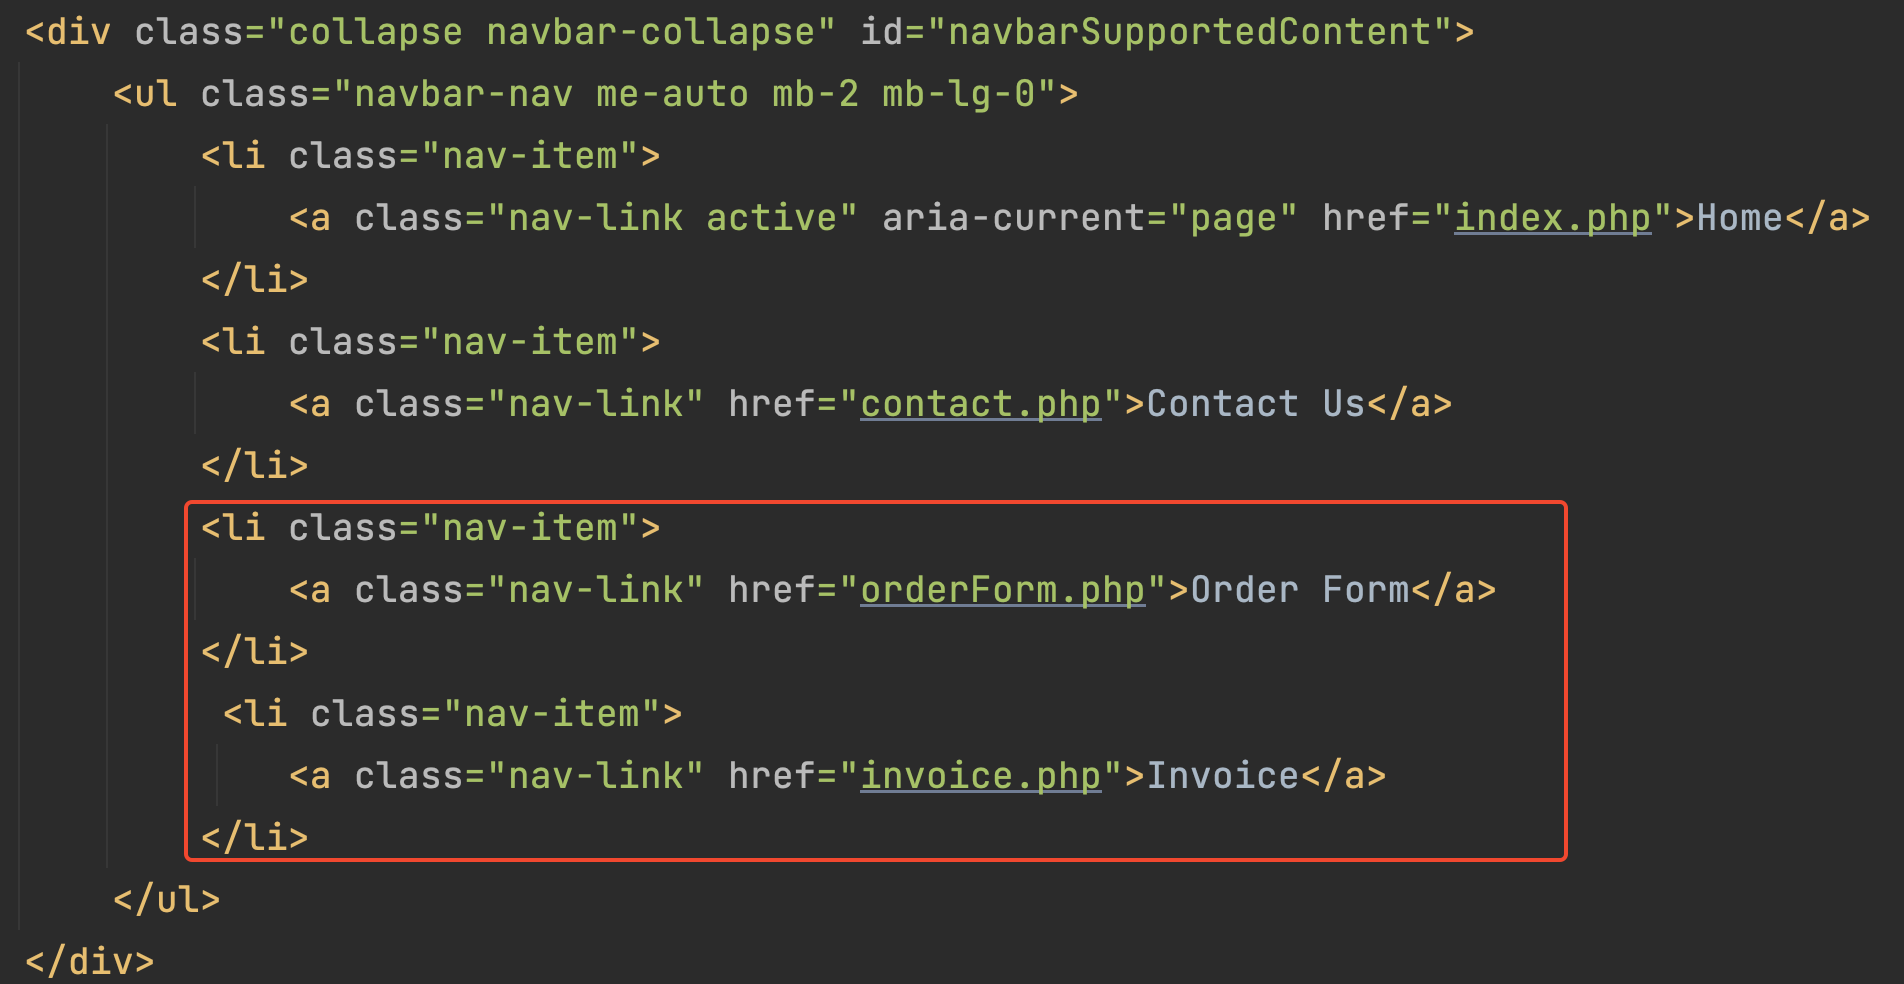 <div class="collapse navbar-collapse" id="navbarSupportedContent">
    <ul class="navbar-nav me-auto mb-2 mb-lg-0">
        <li class="nav-item">
            <a class="nav-link active" aria-current="page" href="index.php">Home</a>
        </li>
        <li class="nav-item">
            <a class="nav-link" href="contact.php">Contact Us</a>
        </li>
        <li class="nav-item">
            <a class="nav-link" href="orderForm.php">Order Form</a>
        </li>
         <li class="nav-item">
            <a class="nav-link" href="invoice.php">Invoice</a>
        </li>
    </ul>
</div>